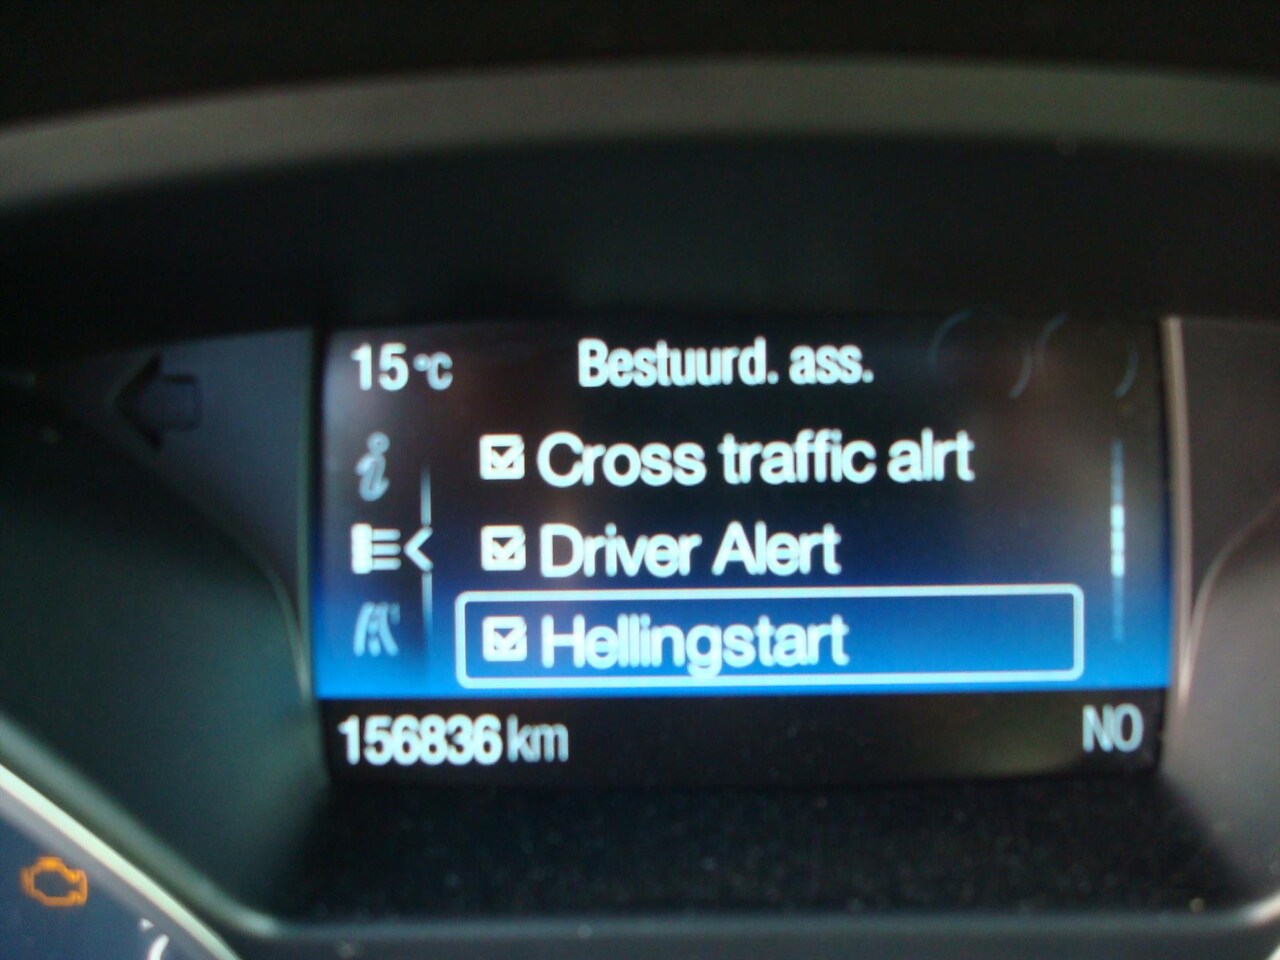 15 °C Bestuurd. ass.
Cross traffic alrt
Driver Alert
Hellingstart
156836 km NO